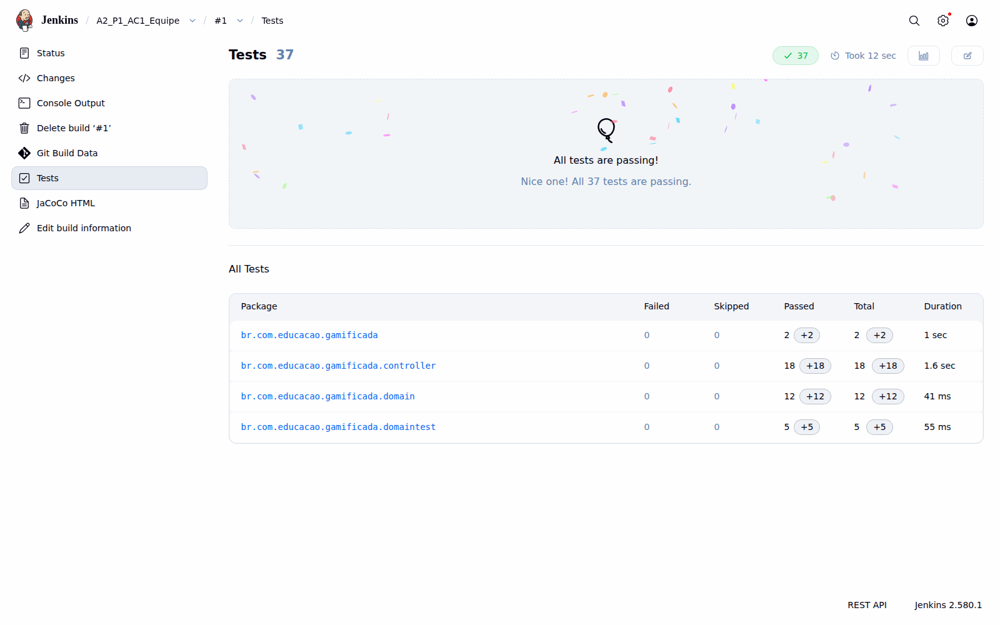 Jenkins / A2_P1_AC1_Equipe / #1 / Tests
Status
Changes
Console Output
Delete build ‘#1’
Git Build Data
Tests
JaCoCo HTML
Edit build information
Tests 37
37 Took 12 sec
All tests are passing!
Nice one! All 37 tests are passing.
All Tests
Package Failed Skipped Passed Total Duration
br.com.educacao.gamificada 0 0 2 +2 2 +2 1 sec
br.com.educacao.gamificada.controller 0 0 18 +18 18 +18 1.6 sec
br.com.educacao.gamificada.domain 0 0 12 +12 12 +12 41 ms
br.com.educacao.gamificada.domaintest 0 0 5 +5 5 +5 55 ms
REST API Jenkins 2.580.1